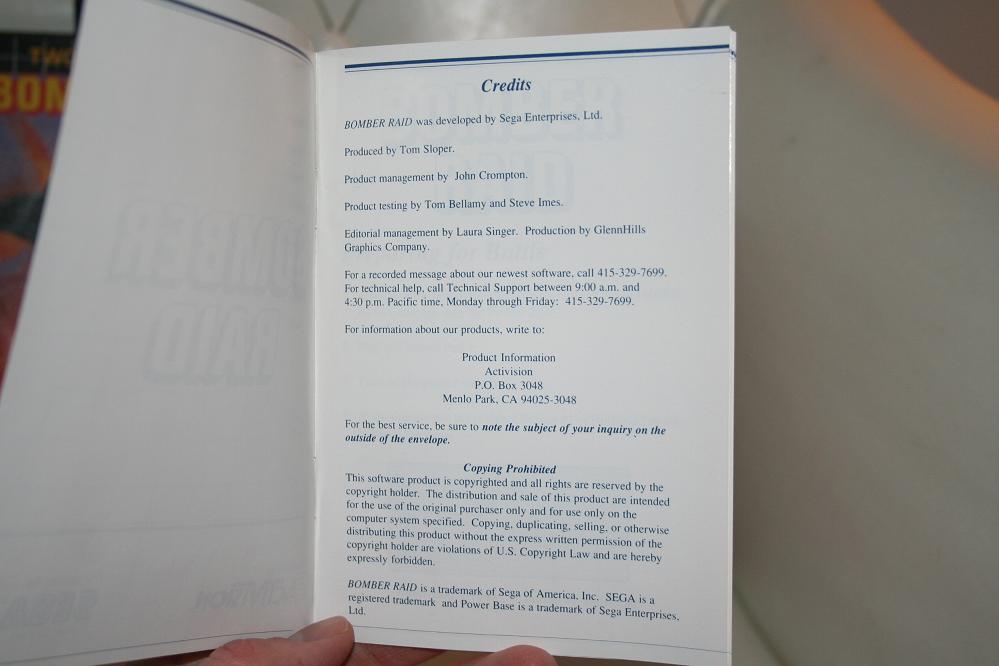 TWO
BOM
Credits
BOMBER RAID was developed by Sega Enterprises, Ltd.
Produced by Tom Sloper.
Product management by John Crompton.
Product testing by Tom Bellamy and Steve Imes.
Editorial management by Laura Singer. Production by GlennHills
Graphics Company.
For a recorded message about our newest software, call 415-329-7699.
For technical help, call Technical Support between 9:00 a.m. and
4:30 p.m. Pacific time, Monday through Friday: 415-329-7699.
For information about our products, write to:
Product Information
Activision
P.O. Box 3048
Menlo Park, CA 94025-3048
For the best service, be sure to note the subject of your inquiry on the
outside of the envelope.
Copying Prohibited
This software product is copyrighted and all rights are reserved by the
copyright holder. The distribution and sale of this product are intended
for the use of the original purchaser only and for use only on the
computer system specified. Copying, duplicating, selling, or otherwise
distributing this product without the express written permission of the
copyright holder are violations of U.S. Copyright Law and are hereby
expressly forbidden.
BOMBER RAID is a trademark of Sega of America, Inc. SEGA is a
registered trademark and Power Base is a trademark of Sega Enterprises,
Ltd.